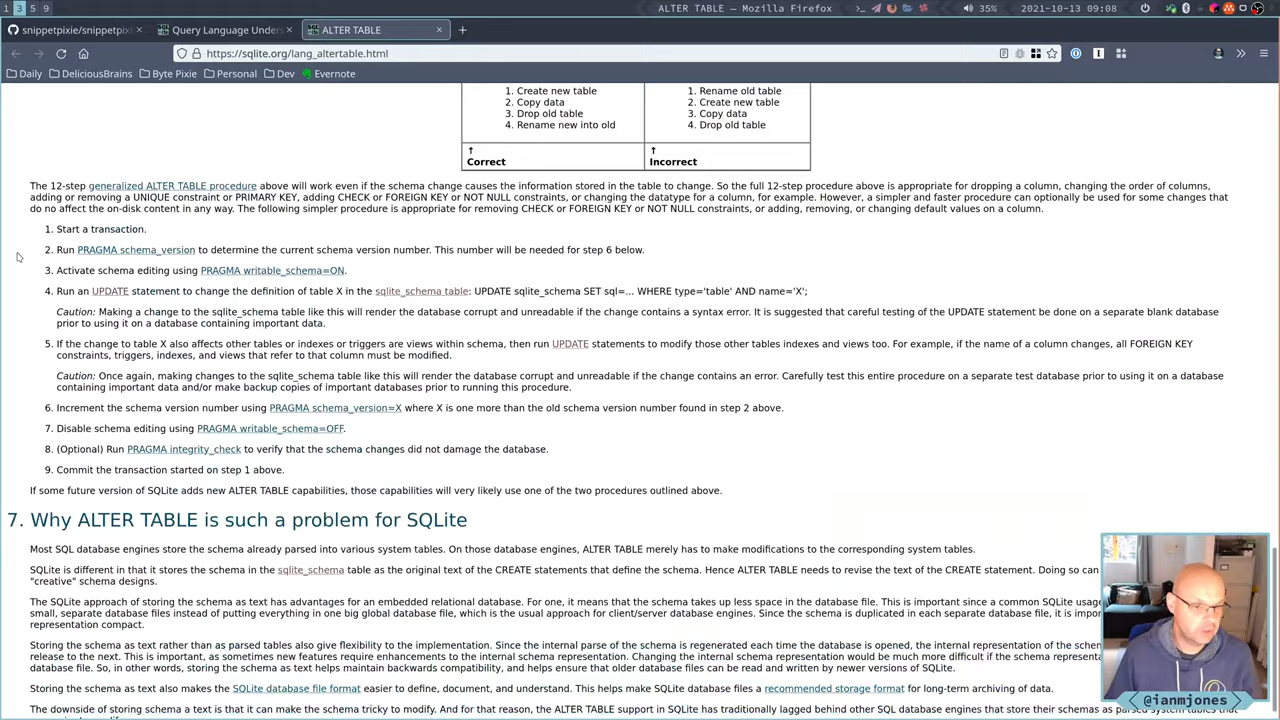 1 3 5 9
ALTER TABLE — Mozilla Firefox
35% 2021-10-13 09:08
snippetpixie/snippetpix × Query Language Unders × ALTER TABLE × +
https://sqlite.org/lang_altertable.html
Daily DeliciousBrains Byte Pixie Personal Dev Evernote
1. Create new table
2. Copy data
3. Drop old table
4. Rename new into old
↑
Correct
1. Rename old table
2. Create new table
3. Copy data
4. Drop old table
↑
Incorrect
The 12-step generalized ALTER TABLE procedure above will work even if the schema change causes the information stored in the table to change. So the full 12-step procedure above is appropriate for dropping a column, changing the order of columns,
adding or removing a UNIQUE constraint or PRIMARY KEY, adding CHECK or FOREIGN KEY or NOT NULL constraints, or changing the datatype for a column, for example. However, a simpler and faster procedure can optionally be used for some changes that
do no affect the on-disk content in any way. The following simpler procedure is appropriate for removing CHECK or FOREIGN KEY or NOT NULL constraints, or adding, removing, or changing default values on a column.
1. Start a transaction.
2. Run PRAGMA schema_version to determine the current schema version number. This number will be needed for step 6 below.
3. Activate schema editing using PRAGMA writable_schema=ON.
4. Run an UPDATE statement to change the definition of table X in the sqlite_schema table: UPDATE sqlite_schema SET sql=... WHERE type='table' AND name='X';
Caution: Making a change to the sqlite_schema table like this will render the database corrupt and unreadable if the change contains a syntax error. It is suggested that careful testing of the UPDATE statement be done on a separate blank database
prior to using it on a database containing important data.
5. If the change to table X also affects other tables or indexes or triggers are views within schema, then run UPDATE statements to modify those other tables indexes and views too. For example, if the name of a column changes, all FOREIGN KEY
constraints, triggers, indexes, and views that refer to that column must be modified.
Caution: Once again, making changes to the sqlite_schema table like this will render the database corrupt and unreadable if the change contains an error. Carefully test this entire procedure on a separate test database prior to using it on a database
containing important data and/or make backup copies of important databases prior to running this procedure.
6. Increment the schema version number using PRAGMA schema_version=X where X is one more than the old schema version number found in step 2 above.
7. Disable schema editing using PRAGMA writable_schema=OFF.
8. (Optional) Run PRAGMA integrity_check to verify that the schema changes did not damage the database.
9. Commit the transaction started on step 1 above.
If some future version of SQLite adds new ALTER TABLE capabilities, those capabilities will very likely use one of the two procedures outlined above.
7. Why ALTER TABLE is such a problem for SQLite
Most SQL database engines store the schema already parsed into various system tables. On those database engines, ALTER TABLE merely has to make modifications to the corresponding system tables.
SQLite is different in that it stores the schema in the sqlite_schema table as the original text of the CREATE statements that define the schema. Hence ALTER TABLE needs to revise the text of the CREATE statement. Doing so can
"creative" schema designs.
The SQLite approach of storing the schema as text has advantages for an embedded relational database. For one, it means that the schema takes up less space in the database file. This is important since a common SQLite usag
small, separate database files instead of putting everything in one big global database file, which is the usual approach for client/server database engines. Since the schema is duplicated in each separate database file, it is impo
representation compact.
Storing the schema as text rather than as parsed tables also give flexibility to the implementation. Since the internal parse of the schema is regenerated each time the database is opened, the internal representation of the schem
release to the next. This is important, as sometimes new features require enhancements to the internal schema representation. Changing the internal schema representation would be much more difficult if the schema representa
database file. So, in other words, storing the schema as text helps maintain backwards compatibility, and helps ensure that older database files can be read and written by newer versions of SQLite.
Storing the schema as text also makes the SQLite database file format easier to define, document, and understand. This helps make SQLite database files a recommended storage format for long-term archiving of data.
The downside of storing schema a text is that it can make the schema tricky to modify. And for that reason, the ALTER TABLE support in SQLite has traditionally lagged behind other SQL database engines that store their schemas as parsed system tables that
@ianmjones